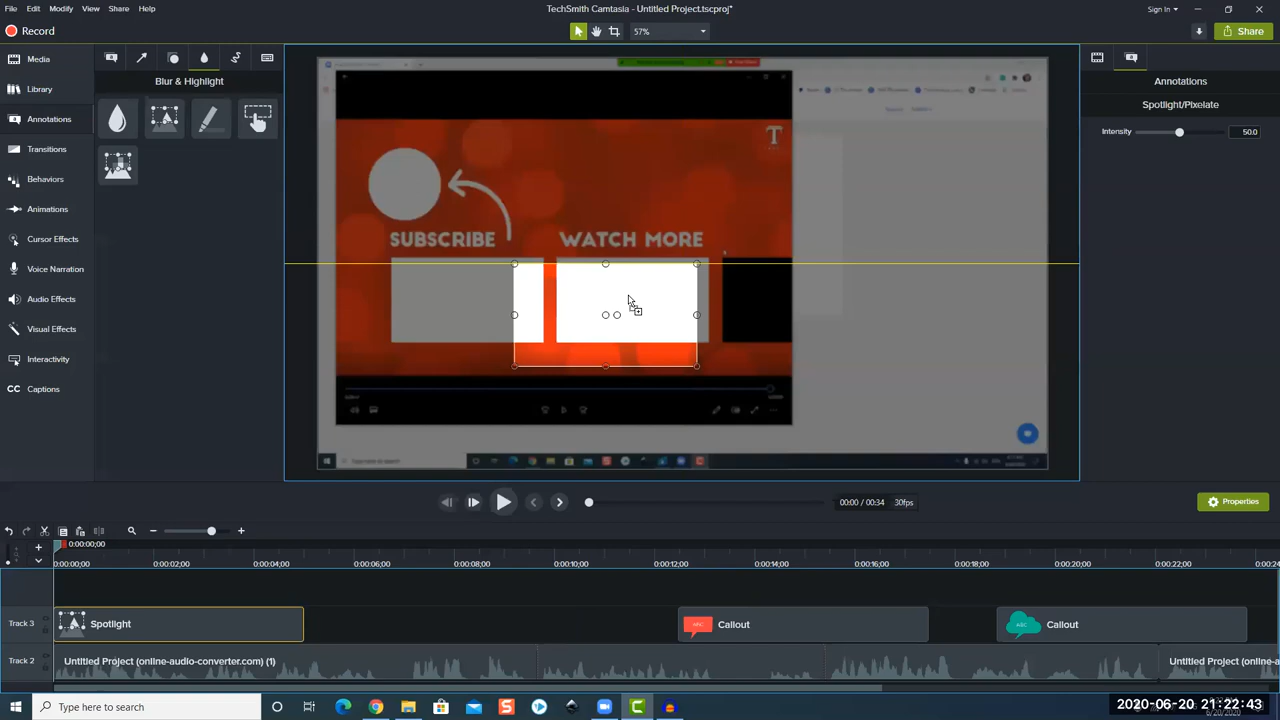 File Edit Modify View Share Help
TechSmith Camtasia - Untitled Project.tscproj*
Sign In
Record
57%
Share
Media
Library
Annotations
Transitions
Behaviors
Animations
Cursor Effects
Voice Narration
Audio Effects
Visual Effects
Interactivity
Captions
Blur & Highlight
T
SUBSCRIBE
WATCH MORE
Annotations
Spotlight/Pixelate
Intensity
50.0
00:00 / 00:34
30fps
Properties
0:00:00;00
0:00:00;00 0:00:02;00 0:00:04;00 0:00:06;00 0:00:08;00 0:00:10;00 0:00:12;00 0:00:14;00 0:00:16;00 0:00:18;00 0:00:20;00 0:00:22;00 0:00:24
Track 3
Spotlight
ABC
Callout
ABC
Callout
Track 2
Untitled Project (online-audio-converter.com) (1)
Untitled Project (online-a
Type here to search
2020-06-20 21:22:43